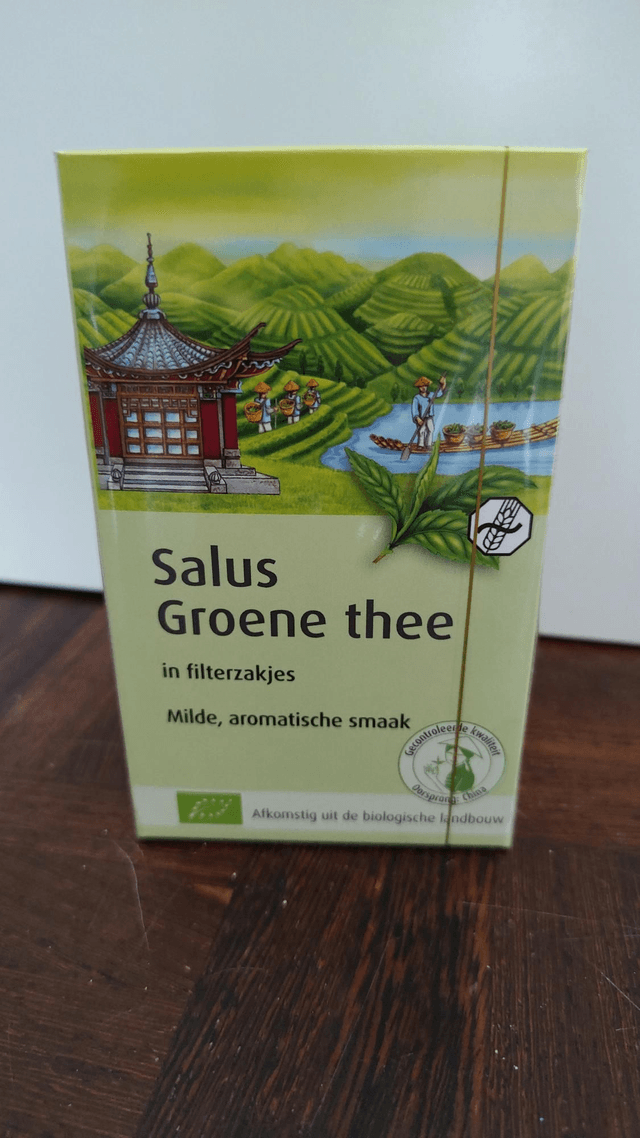 Salus
Groene thee
in filterzakjes
Milde, aromatische smaak
Gecontroleerde kwaliteit
Oorsprong: China
Afkomstig uit de biologische landbouw